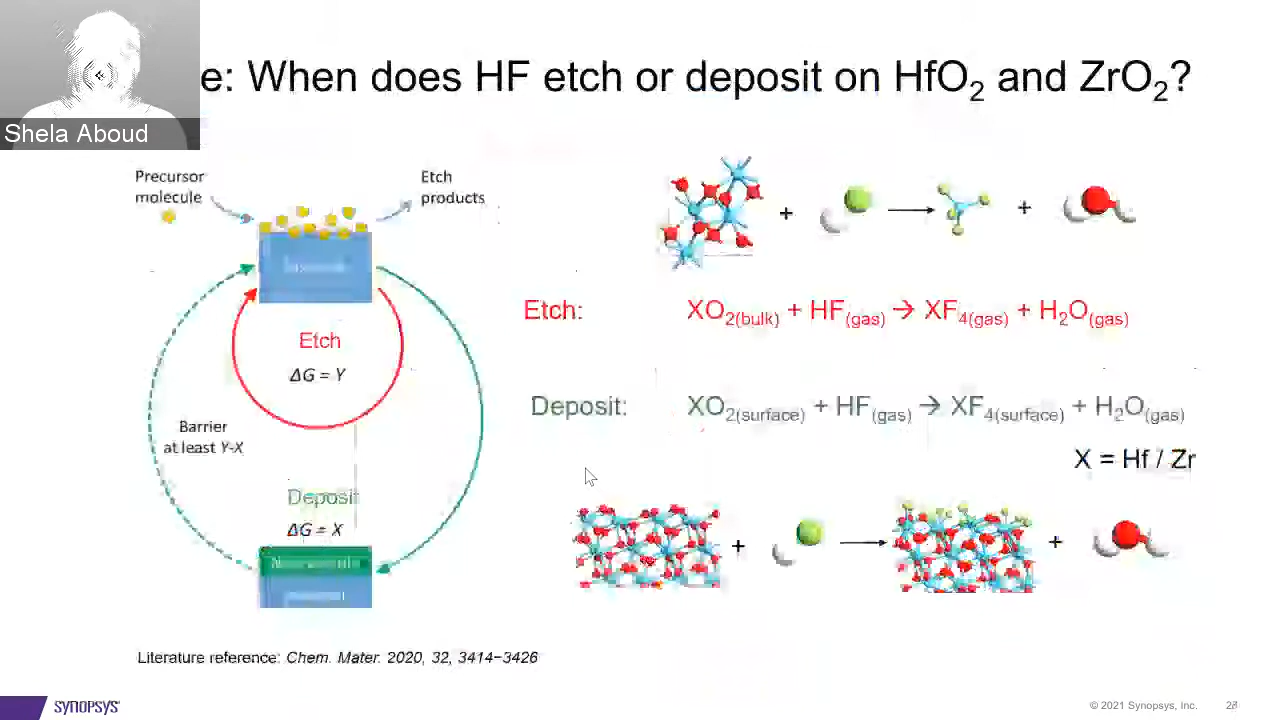 e: When does HF etch or deposit on HfO2 and ZrO2?
Shela Aboud
Precursor
molecule
Etch
products
Etch
ΔG = Y
Barrier
at least Y-X
Deposit
ΔG = X
Etch: XO2(bulk) + HF(gas) → XF4(gas) + H2O(gas)
Deposit: XO2(surface) + HF(gas) → XF4(surface) + H2O(gas)
X = Hf / Zr
+
+
+
+
Literature reference: Chem. Mater. 2020, 32, 3414−3426
SYNOPSYS
© 2021 Synopsys, Inc.